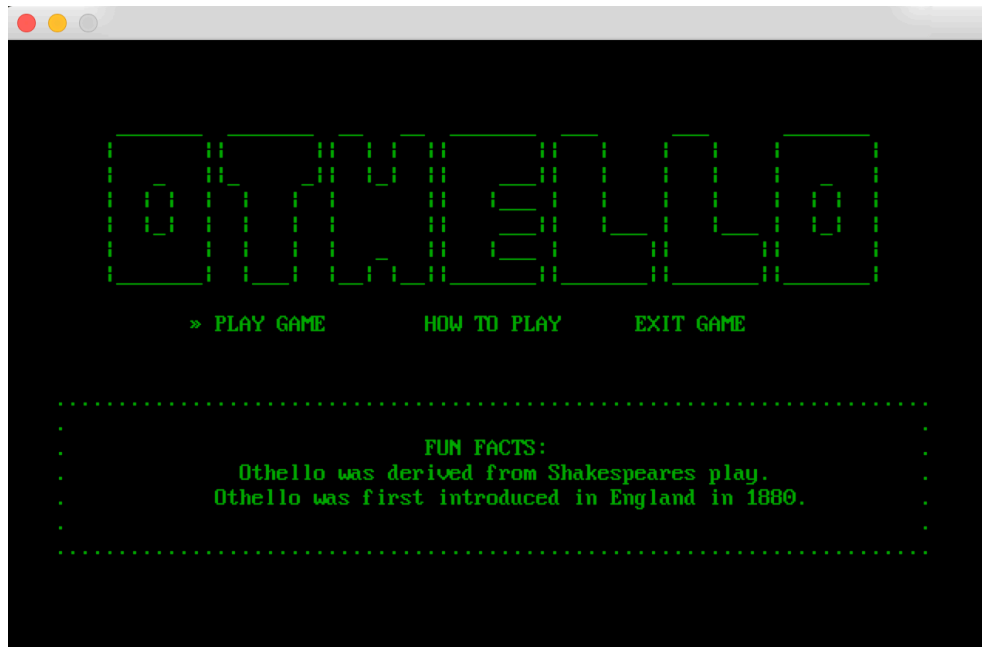 OTHELLO
» PLAY GAME HOW TO PLAY EXIT GAME
FUN FACTS:
Othello was derived from Shakespeares play.
Othello was first introduced in England in 1880.